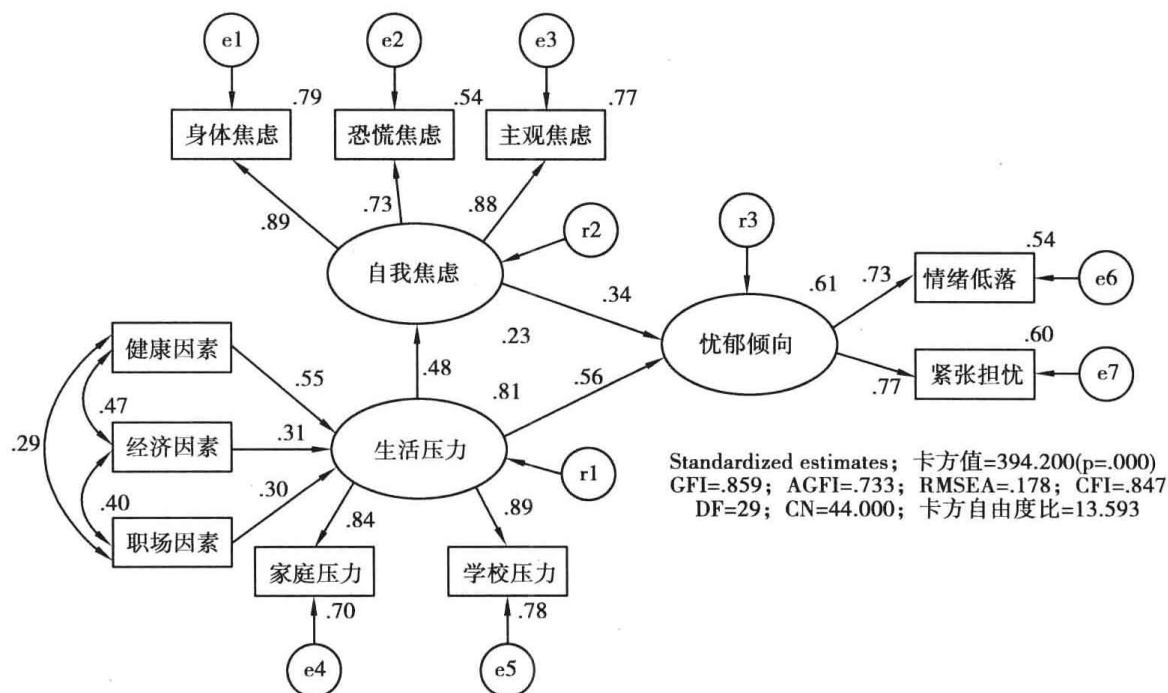 e1 e2 e3
.79 .54 .77
身体焦虑 恐慌焦虑 主观焦虑
.89 .73 .88
r2 r3
自我焦虑
.54
.61 .73 情绪低落 e6
.34
.23
忧郁倾向
.60
.77 紧张担忧 e7
健康因素
.55 .48 .81 .56
.47
.29
经济因素 .31
生活压力
r1
.40 .30
职场因素
.84 .89
家庭压力 学校压力
.70 .78
e4 e5
Standardized estimates; 卡方值=394.200(p=.000)
GFI=.859; AGFI=.733; RMSEA=.178; CFI=.847
DF=29; CN=44.000; 卡方自由度比=13.593